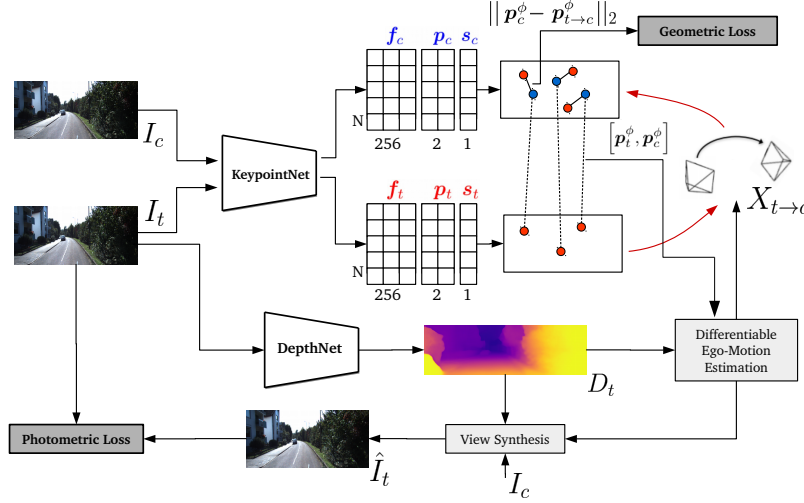 || p_c^ϕ − p_{t→c}^ϕ ||_2
Geometric Loss
f_c p_c s_c
N
256 2 1
I_c
KeypointNet
[p_t^ϕ, p_c^ϕ]
I_t
f_t p_t s_t
X_{t→c}
N
256 2 1
DepthNet
Differentiable
Ego-Motion
Estimation
D_t
Photometric Loss
View Synthesis
Î_t
I_c